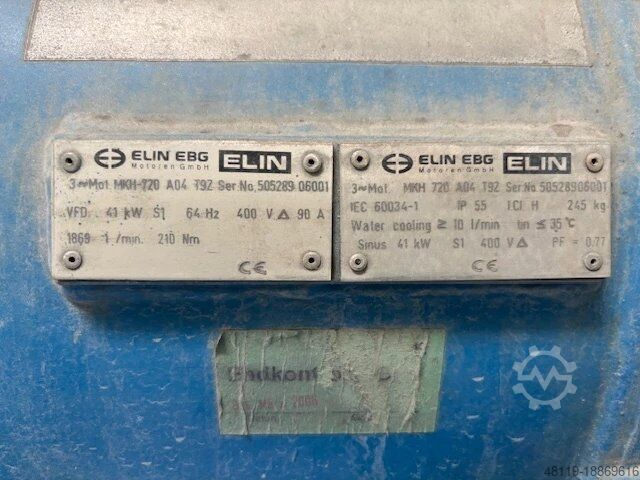 ELIN EBG ELIN
Motoren GmbH
3~Mot. MKH-720 A04 T9Z Ser.No. 505289 06001
VFD 41 kW S1 64 Hz 400 V Δ 90 A
1869 1 /min. 210 Nm
CE
ELIN EBG ELIN
Motoren GmbH
3~Mot. MKH 720 A04 T9Z Ser.No. 50528906001
IEC 60034-1 IP 55 I.Cl H 245 kg
Water cooling ≥ 10 l/min tin ≤ 35°C
Sinus 41 kW S1 400 V Δ PF = 0.77
CE
2006
48119-18869616